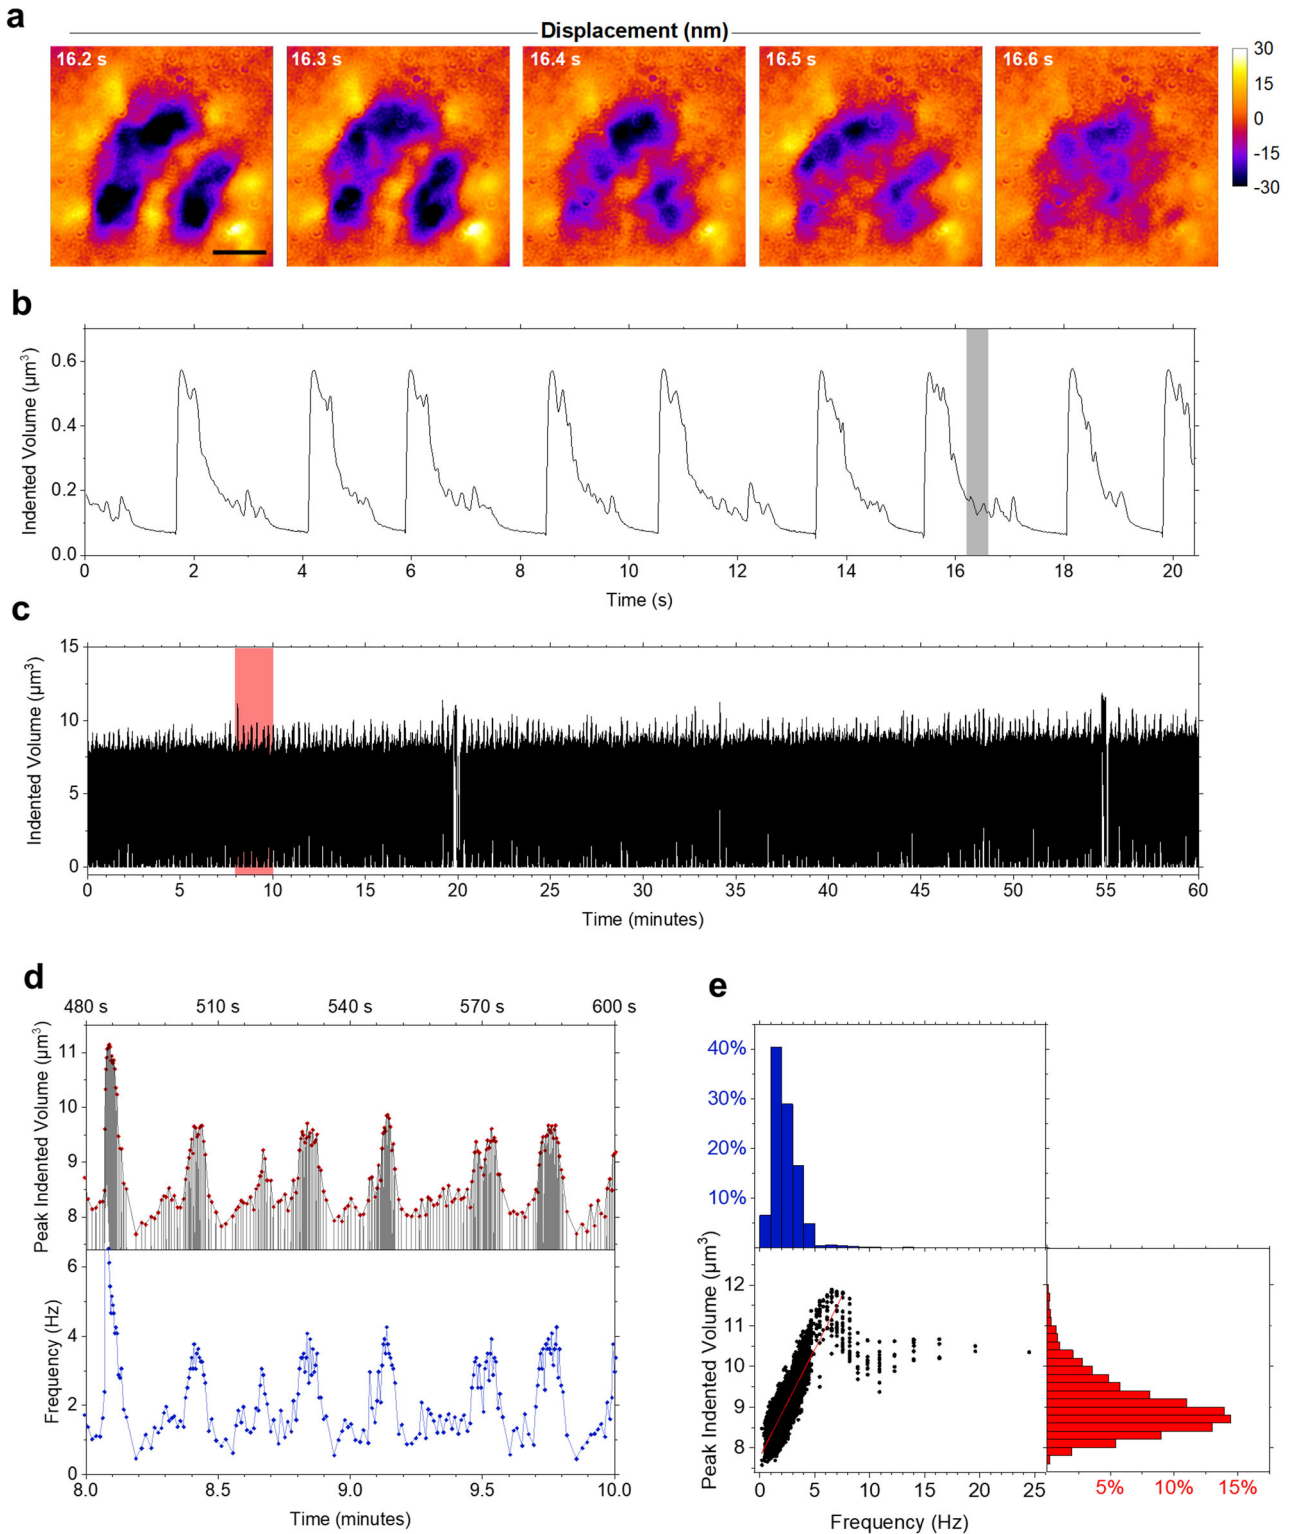 a
Displacement (nm)
16.2 s
16.3 s
16.4 s
16.5 s
16.6 s
30
15
0
-15
-30
b
Indented Volume (µm³)
0.6
0.4
0.2
0.0
0 2 4 6 8 10 12 14 16 18 20
Time (s)
c
Indented Volume (µm³)
15
10
5
0
0 5 10 15 20 25 30 35 40 45 50 55 60
Time (minutes)
d
480 s 510 s 540 s 570 s 600 s
Peak Indented Volume (µm³)
11
10
9
8
Frequency (Hz)
6
4
2
0
8.0 8.5 9.0 9.5 10.0
Time (minutes)
e
40%
30%
20%
10%
Peak Indented Volume (µm³)
12
11
10
9
8
0 5 10 15 20 25
Frequency (Hz)
5% 10% 15%